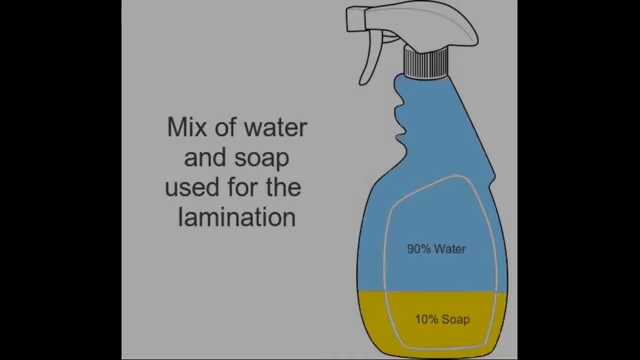 Mix of water
and soap
used for the
lamination
90% Water
10% Soap